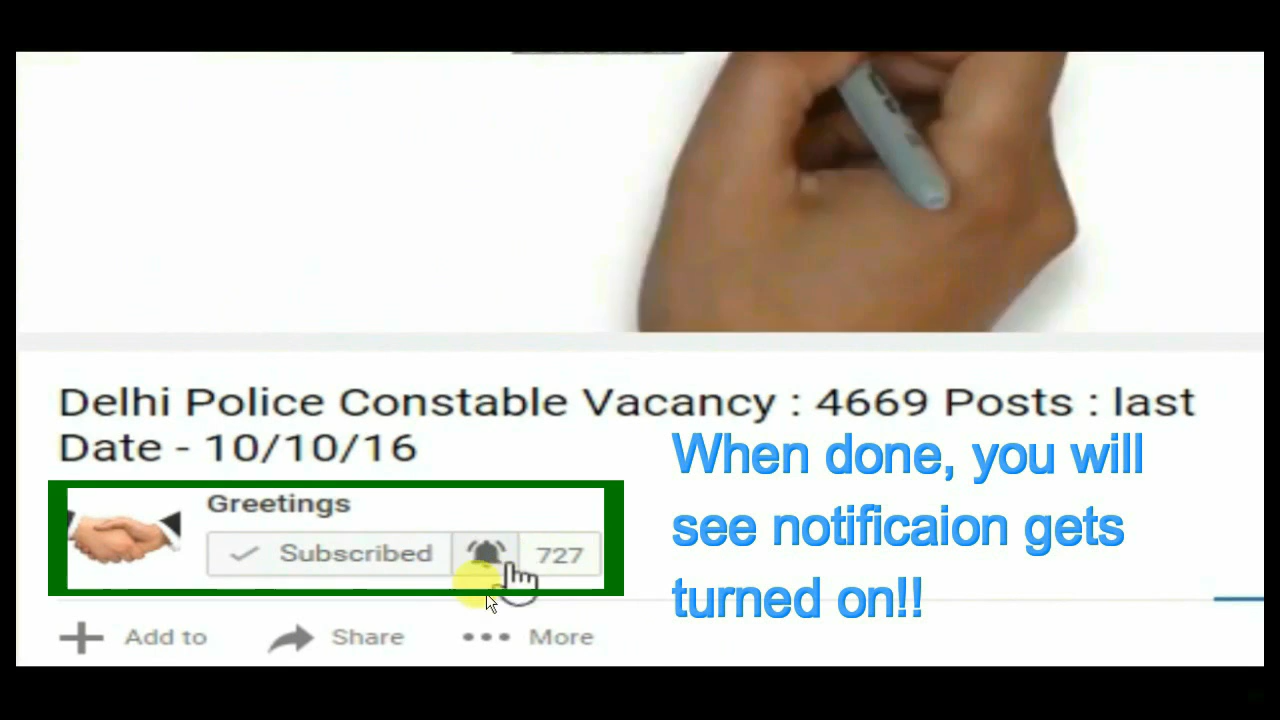 Delhi Police Constable Vacancy : 4669 Posts : last
Date - 10/10/16
When done, you will
see notificaion gets
turned on!!
Greetings
Subscribed 727
Add to Share More